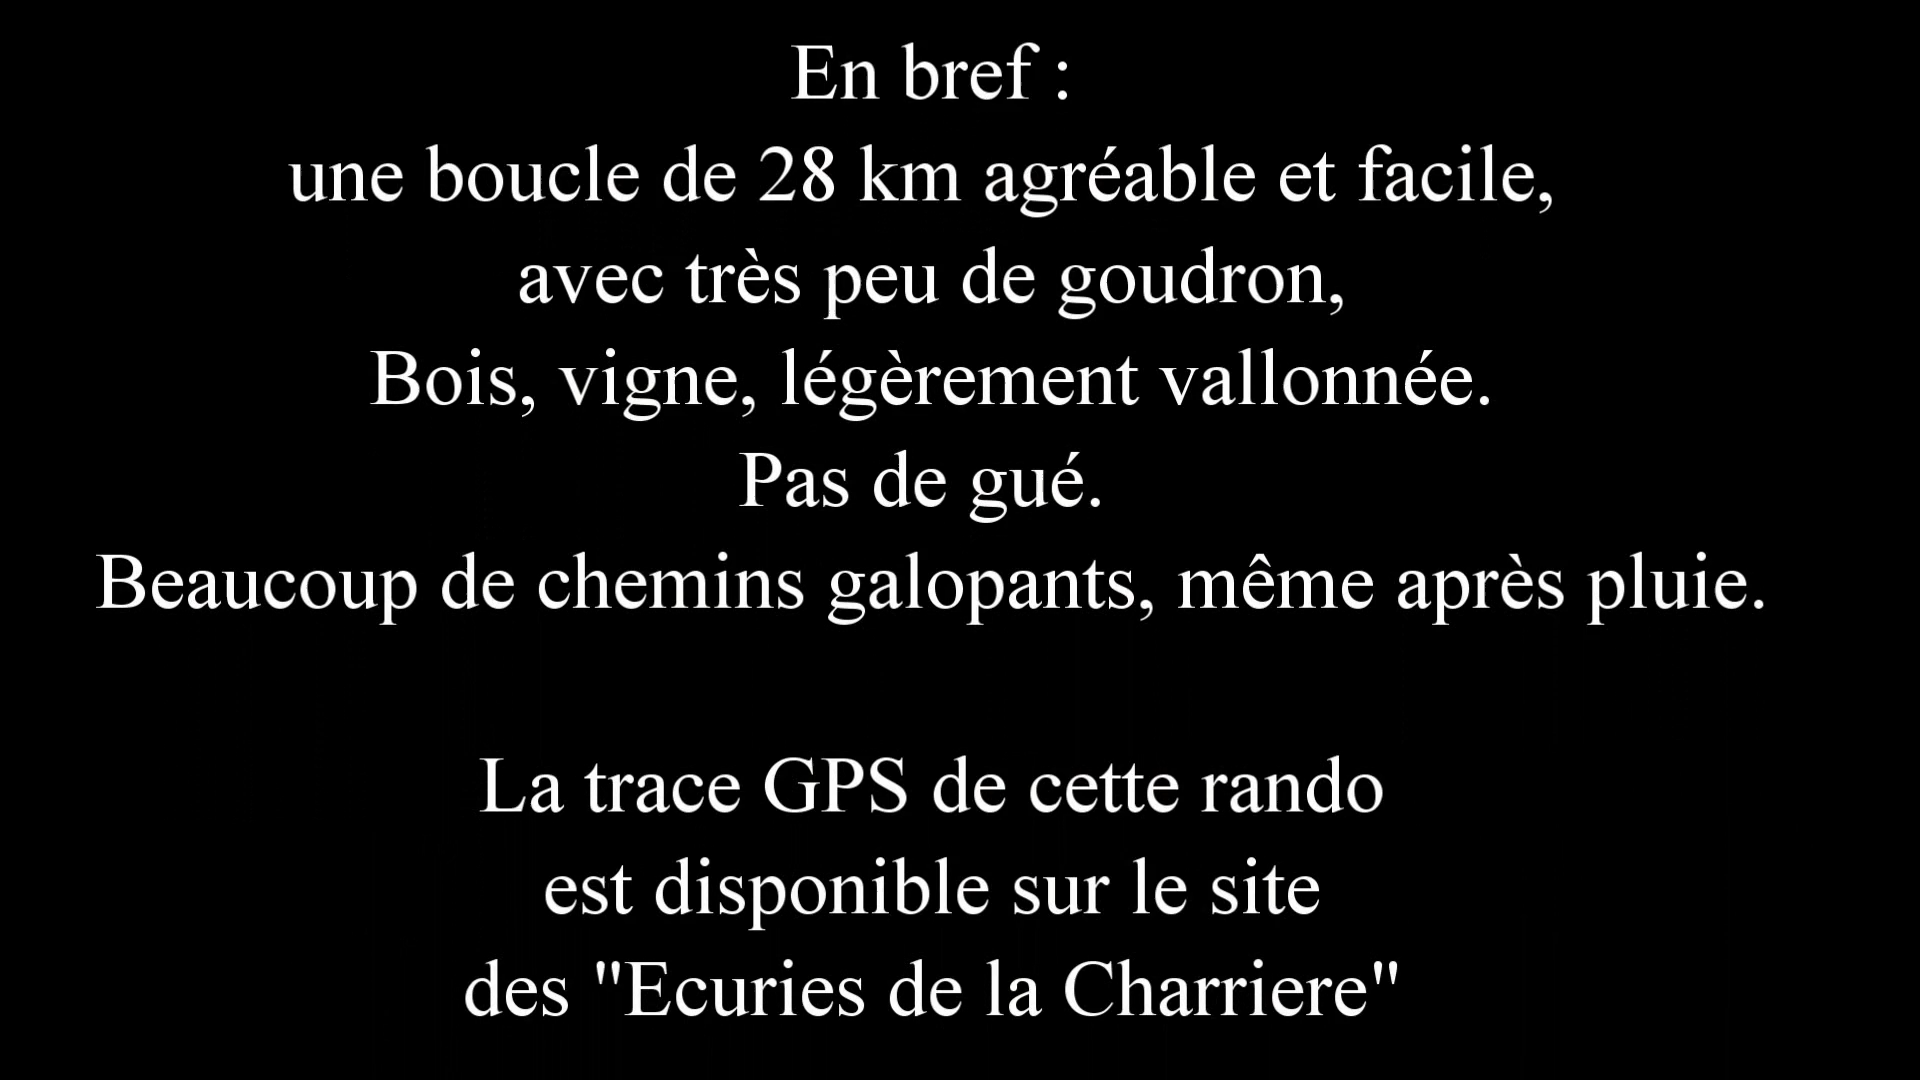 En bref :
une boucle de 28 km agréable et facile,
avec très peu de goudron,
Bois, vigne, légèrement vallonnée.
Pas de gué.
Beaucoup de chemins galopants, même après pluie.
La trace GPS de cette rando
est disponible sur le site
des "Ecuries de la Charriere"